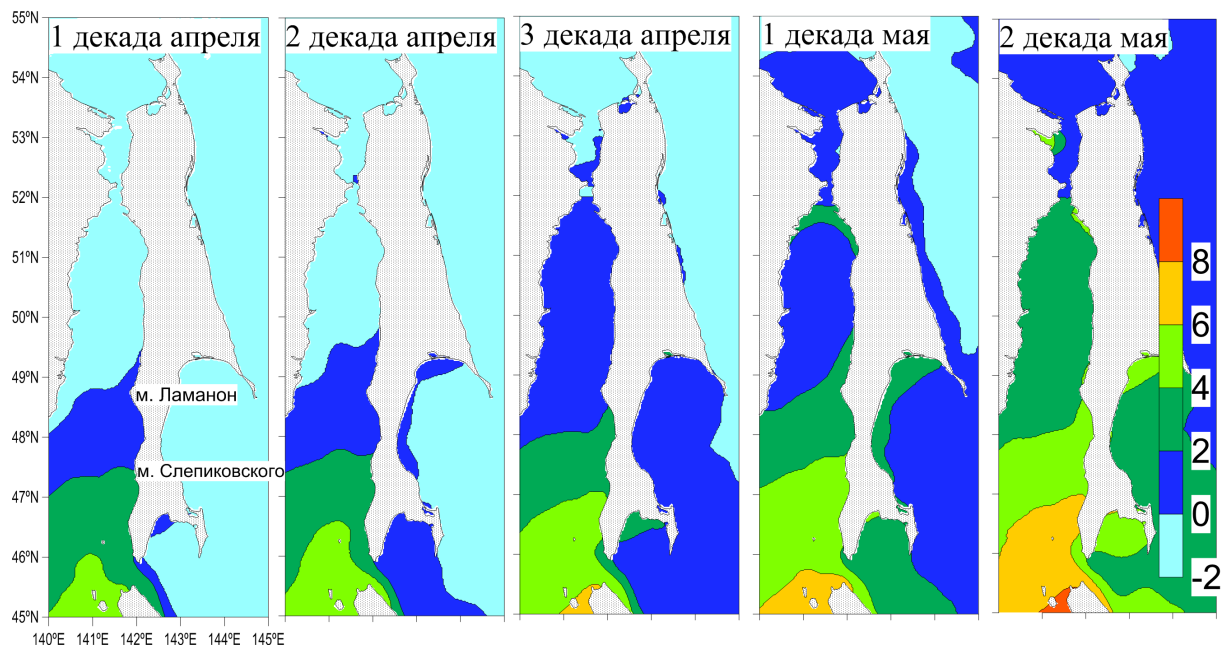 1 декада апреля
2 декада апреля
3 декада апреля
1 декада мая
2 декада мая
55°N
54°N
53°N
52°N
51°N
50°N
49°N
48°N
47°N
46°N
45°N
м. Ламанон
м. Слепиковского
8
6
4
2
0
-2
140°E
141°E
142°E
143°E
144°E
145°E